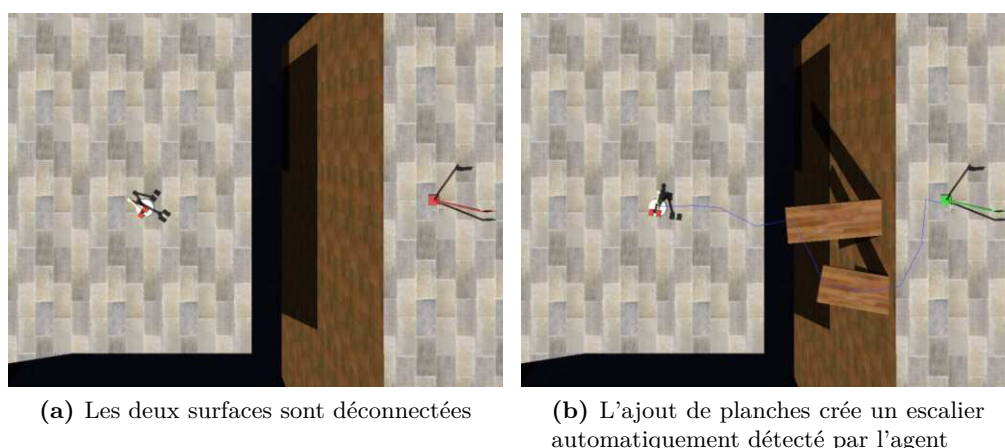 (a) Les deux surfaces sont déconnectées
(b) L'ajout de planches crée un escalier
automatiquement détecté par l'agent